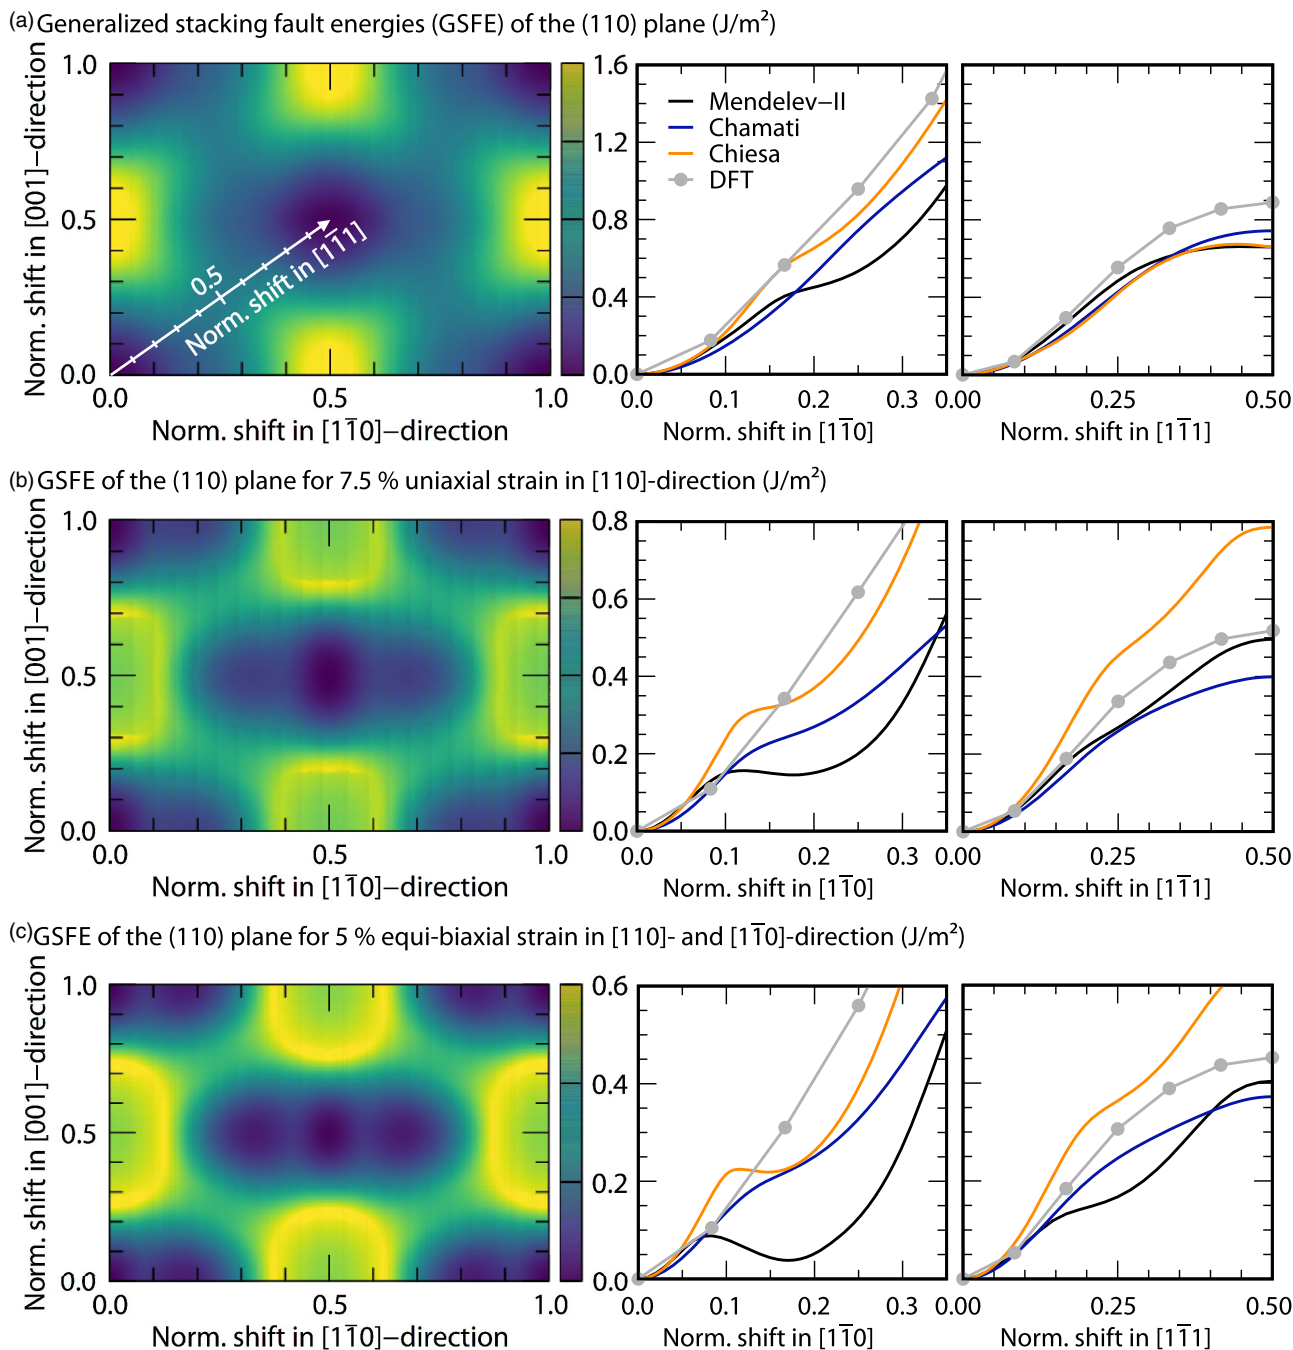 (a) Generalized stacking fault energies (GSFE) of the (110) plane (J/m²)
Norm. shift in [001]−direction
1.0
0.5
0.0
0.5
Norm. shift in [11̅1]
0.0 0.5 1.0
Norm. shift in [11̅0]−direction
1.6
1.2
0.8
0.4
0.0
Mendelev−II
Chamati
Chiesa
DFT
0.0 0.1 0.2 0.3
Norm. shift in [11̅0]
0.00 0.25 0.50
Norm. shift in [11̅1]
(b) GSFE of the (110) plane for 7.5 % uniaxial strain in [110]-direction (J/m²)
Norm. shift in [001]−direction
1.0
0.5
0.0
0.0 0.5 1.0
Norm. shift in [11̅0]−direction
0.8
0.6
0.4
0.2
0.0
0.0 0.1 0.2 0.3
Norm. shift in [11̅0]
0.00 0.25 0.50
Norm. shift in [11̅1]
(c) GSFE of the (110) plane for 5 % equi-biaxial strain in [110]- and [11̅0]-direction (J/m²)
Norm. shift in [001]−direction
1.0
0.5
0.0
0.0 0.5 1.0
Norm. shift in [11̅0]−direction
0.6
0.4
0.2
0.0
0.0 0.1 0.2 0.3
Norm. shift in [11̅0]
0.00 0.25 0.50
Norm. shift in [11̅1]